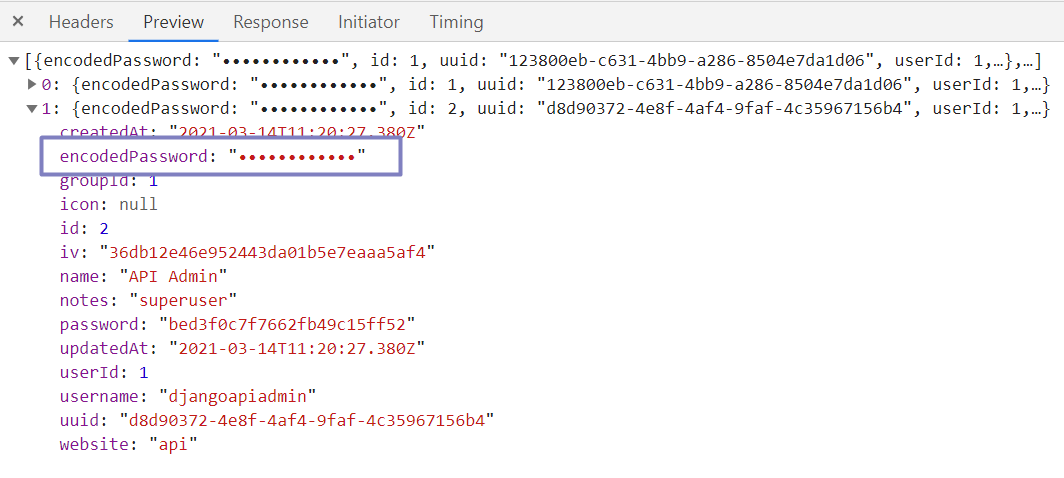 ✕ Headers Preview Response Initiator Timing
▼[{encodedPassword: "••••••••••••", id: 1, uuid: "123800eb-c631-4bb9-a286-8504e7da1d06", userId: 1,…},…]
▶0: {encodedPassword: "••••••••••••", id: 1, uuid: "123800eb-c631-4bb9-a286-8504e7da1d06", userId: 1,…}
▼1: {encodedPassword: "••••••••••••", id: 2, uuid: "d8d90372-4e8f-4af4-9faf-4c35967156b4", userId: 1,…}
createdAt: "2021-03-14T11:20:27.380Z"
encodedPassword: "••••••••••••"
groupId: 1
icon: null
id: 2
iv: "36db12e46e952443da01b5e7eaaa5af4"
name: "API Admin"
notes: "superuser"
password: "bed3f0c7f7662fb49c15ff52"
updatedAt: "2021-03-14T11:20:27.380Z"
userId: 1
username: "djangoapiadmin"
uuid: "d8d90372-4e8f-4af4-9faf-4c35967156b4"
website: "api"